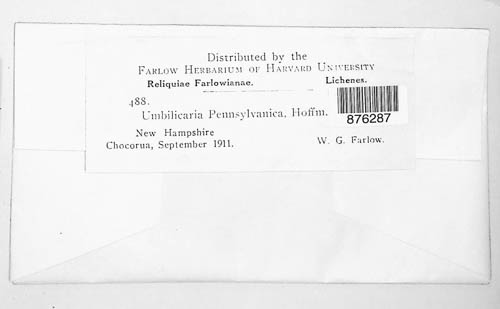 Distributed by the
FARLOW HERBARIUM OF HARVARD UNIVERSITY
Reliquiae Farlowianae. Lichenes.
488.
Umbilicaria Pennsylvanica, Hoffm.
876287
New Hampshire
Chocorua, September 1911. W. G. Farlow.